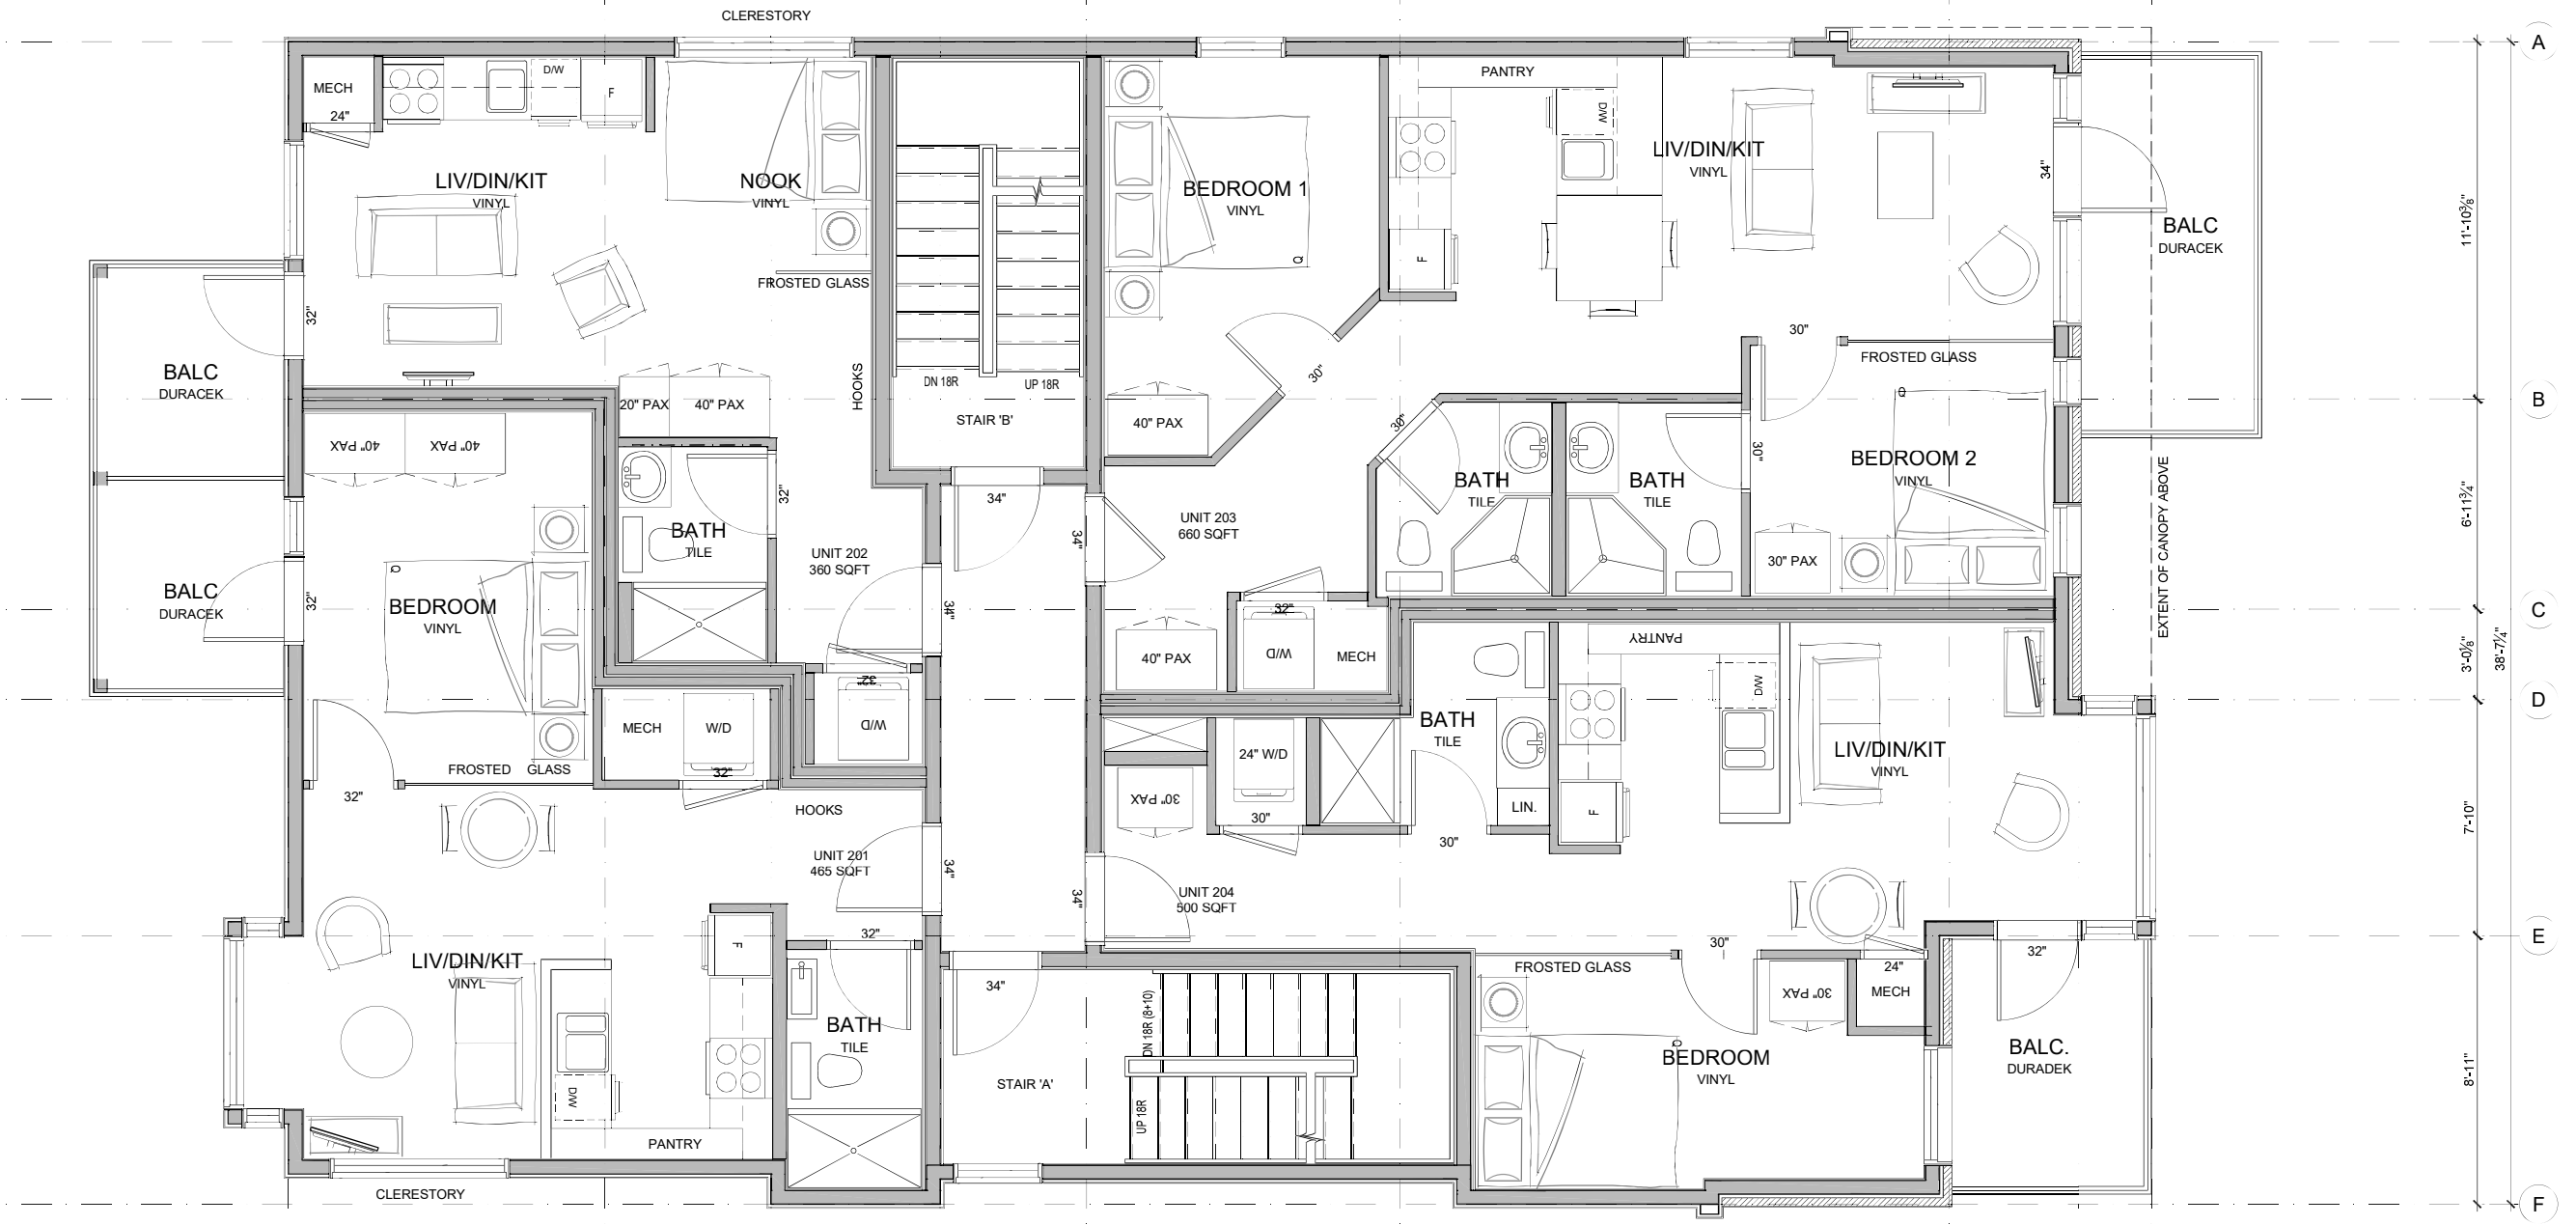 CLERESTORY
A
MECH
24"
D/W
F
LIV/DIN/KIT
VINYL
NOOK
VINYL
FROSTED GLASS
32"
BALC
DURACEK
20" PAX
40" PAX
HOOKS
DN 18R
UP 18R
STAIR 'B'
BEDROOM 1
VINYL
Q
30"
40" PAX
PANTRY
D/W
F
LIV/DIN/KIT
VINYL
34"
BALC
DURACEK
11'-10⅜"
30"
FROSTED GLASS
B
40" PAX
40" PAX
BATH
TILE
32"
UNIT 202
360 SQFT
34"
34"
34"
UNIT 203
660 SQFT
30"
BATH
TILE
BATH
TILE
30"
Q
BEDROOM 2
VINYL
30" PAX
EXTENT OF CANOPY ABOVE
6'-11¾"
BALC
DURACEK
32"
Q
BEDROOM
VINYL
C
32"
W/D
40" PAX
32"
W/D
MECH
PANTRY
3'-0⅛"
38'-7¼"
D
MECH
W/D
32"
FROSTED GLASS
32"
HOOKS
24" W/D
30"
30" PAX
BATH
TILE
LIN.
30"
D/W
F
LIV/DIN/KIT
VINYL
7'-10"
UNIT 201
465 SQFT
34"
34"
UNIT 204
500 SQFT
32"
E
LIV/DIN/KIT
VINYL
F
D/W
PANTRY
BATH
TILE
34"
STAIR 'A'
DN 18R (8+10)
UP 18R
FROSTED GLASS
30"
30" PAX
24"
MECH
32"
Q
BEDROOM
VINYL
BALC.
DURADEK
8'-11"
CLERESTORY
F